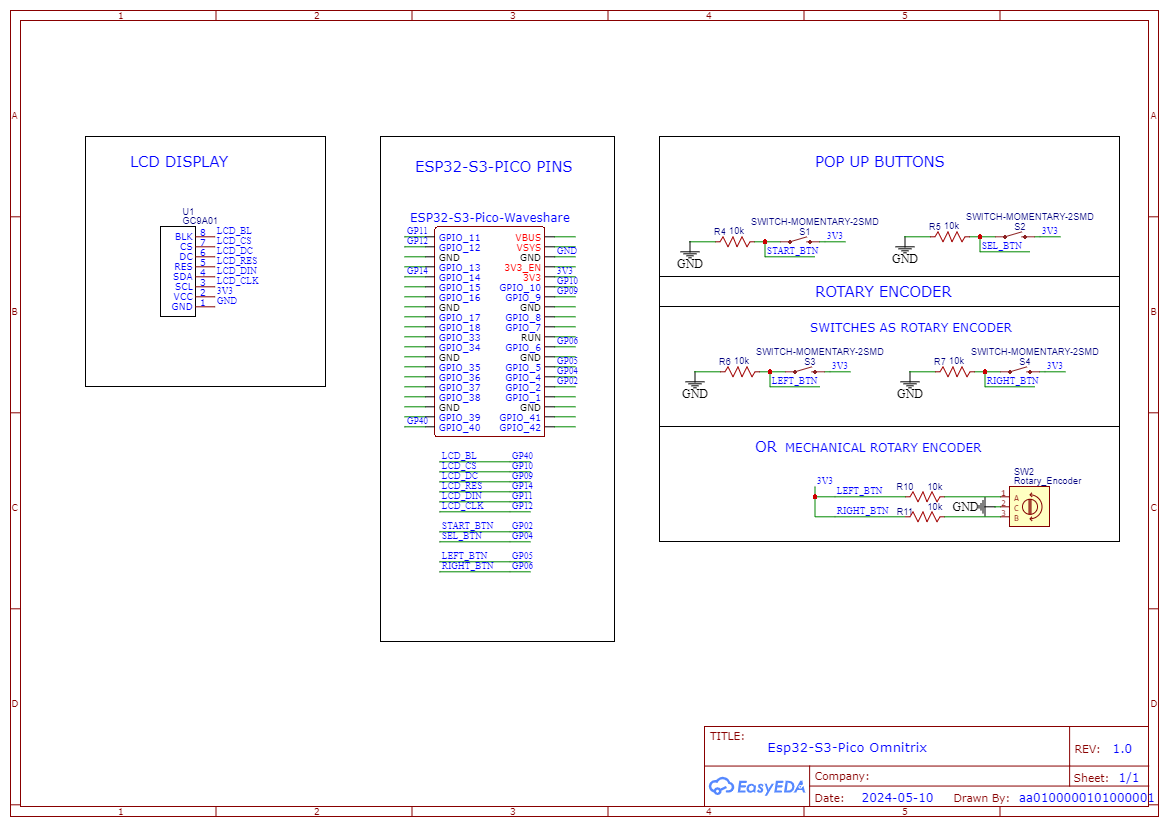 1 2 3 4 5
A A
B B
C C
D D
LCD DISPLAY
U1
GC9A01
BLK 8 LCD_BL
CS 7 LCD_CS
DC 6 LCD_DC
RES 5 LCD_RES
SDA 4 LCD_DIN
SCL 3 LCD_CLK
VCC 2 3V3
GND 1 GND
ESP32-S3-PICO PINS
ESP32-S3-Pico-Waveshare
GP11 GPIO_11 VBUS
GP12 GPIO_12 VSYS
GND GND GND
GPIO_13 3V3_EN
GP14 GPIO_14 3V3 3V3
GPIO_15 GPIO_10 GP10
GPIO_16 GPIO_9 GP09
GND GND
GPIO_17 GPIO_8
GPIO_18 GPIO_7
GPIO_33 RUN
GPIO_34 GPIO_6 GP06
GND GND
GPIO_35 GPIO_5 GP05
GPIO_36 GPIO_4 GP04
GPIO_37 GPIO_2 GP02
GPIO_38 GPIO_1
GND GND
GPIO_39 GPIO_41
GP40 GPIO_40 GPIO_42
LCD_BL GP40
LCD_CS GP10
LCD_DC GP09
LCD_RES GP14
LCD_DIN GP11
LCD_CLK GP12
START_BTN GP02
SEL_BTN GP04
LEFT_BTN GP05
RIGHT_BTN GP06
POP UP BUTTONS
SWITCH-MOMENTARY-2SMD
R4 10k S1 3V3
START_BTN
GND
SWITCH-MOMENTARY-2SMD
R5 10k S2 3V3
SEL_BTN
GND
ROTARY ENCODER
SWITCHES AS ROTARY ENCODER
SWITCH-MOMENTARY-2SMD
R6 10k S3 3V3
LEFT_BTN
GND
SWITCH-MOMENTARY-2SMD
R7 10k S4 3V3
RIGHT_BTN
GND
OR MECHANICAL ROTARY ENCODER
SW2
Rotary_Encoder
3V3
LEFT_BTN R10 10k 1 A
GND 2 C
RIGHT_BTN R11 10k 3 B
TITLE:
Esp32-S3-Pico Omnitrix
REV: 1.0
EasyEDA
Company:
Sheet: 1/1
Date: 2024-05-10 Drawn By: aa0100000101000001
1 2 3 4 5